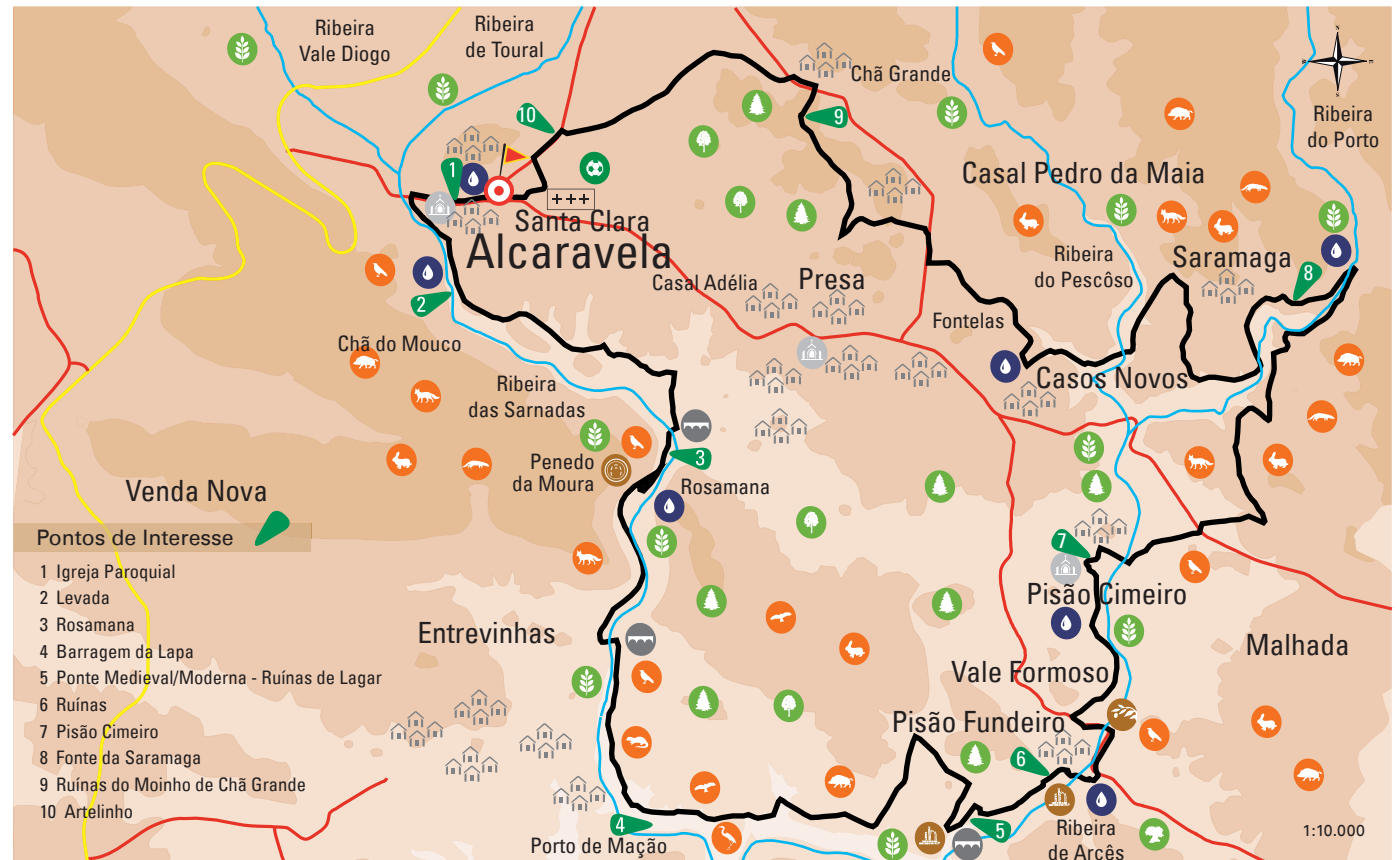 Ribeira
Vale Diogo
Ribeira
de Toural
Chã Grande
N
Ribeira
do Porto
10
9
1
Casal Pedro da Maia
+++
Santa Clara
Alcaravela
Ribeira
do Pescôso
Saramaga
8
Casal Adélia
Presa
2
Fontelas
Chã do Mouco
Casos Novos
Ribeira
das Sarnadas
3
Penedo
da Moura
Rosamana
Venda Nova
Pontos de Interesse
1 Igreja Paroquial
2 Levada
3 Rosamana
4 Barragem da Lapa
5 Ponte Medieval/Moderna - Ruínas de Lagar
6 Ruínas
7 Pisão Cimeiro
8 Fonte da Saramaga
9 Ruínas do Moinho de Chã Grande
10 Artelinho
7
Pisão Cimeiro
Entrevinhas
Malhada
Vale Formoso
Pisão Fundeiro
6
4
5
Porto de Mação
Ribeira
de Arcês
1:10.000